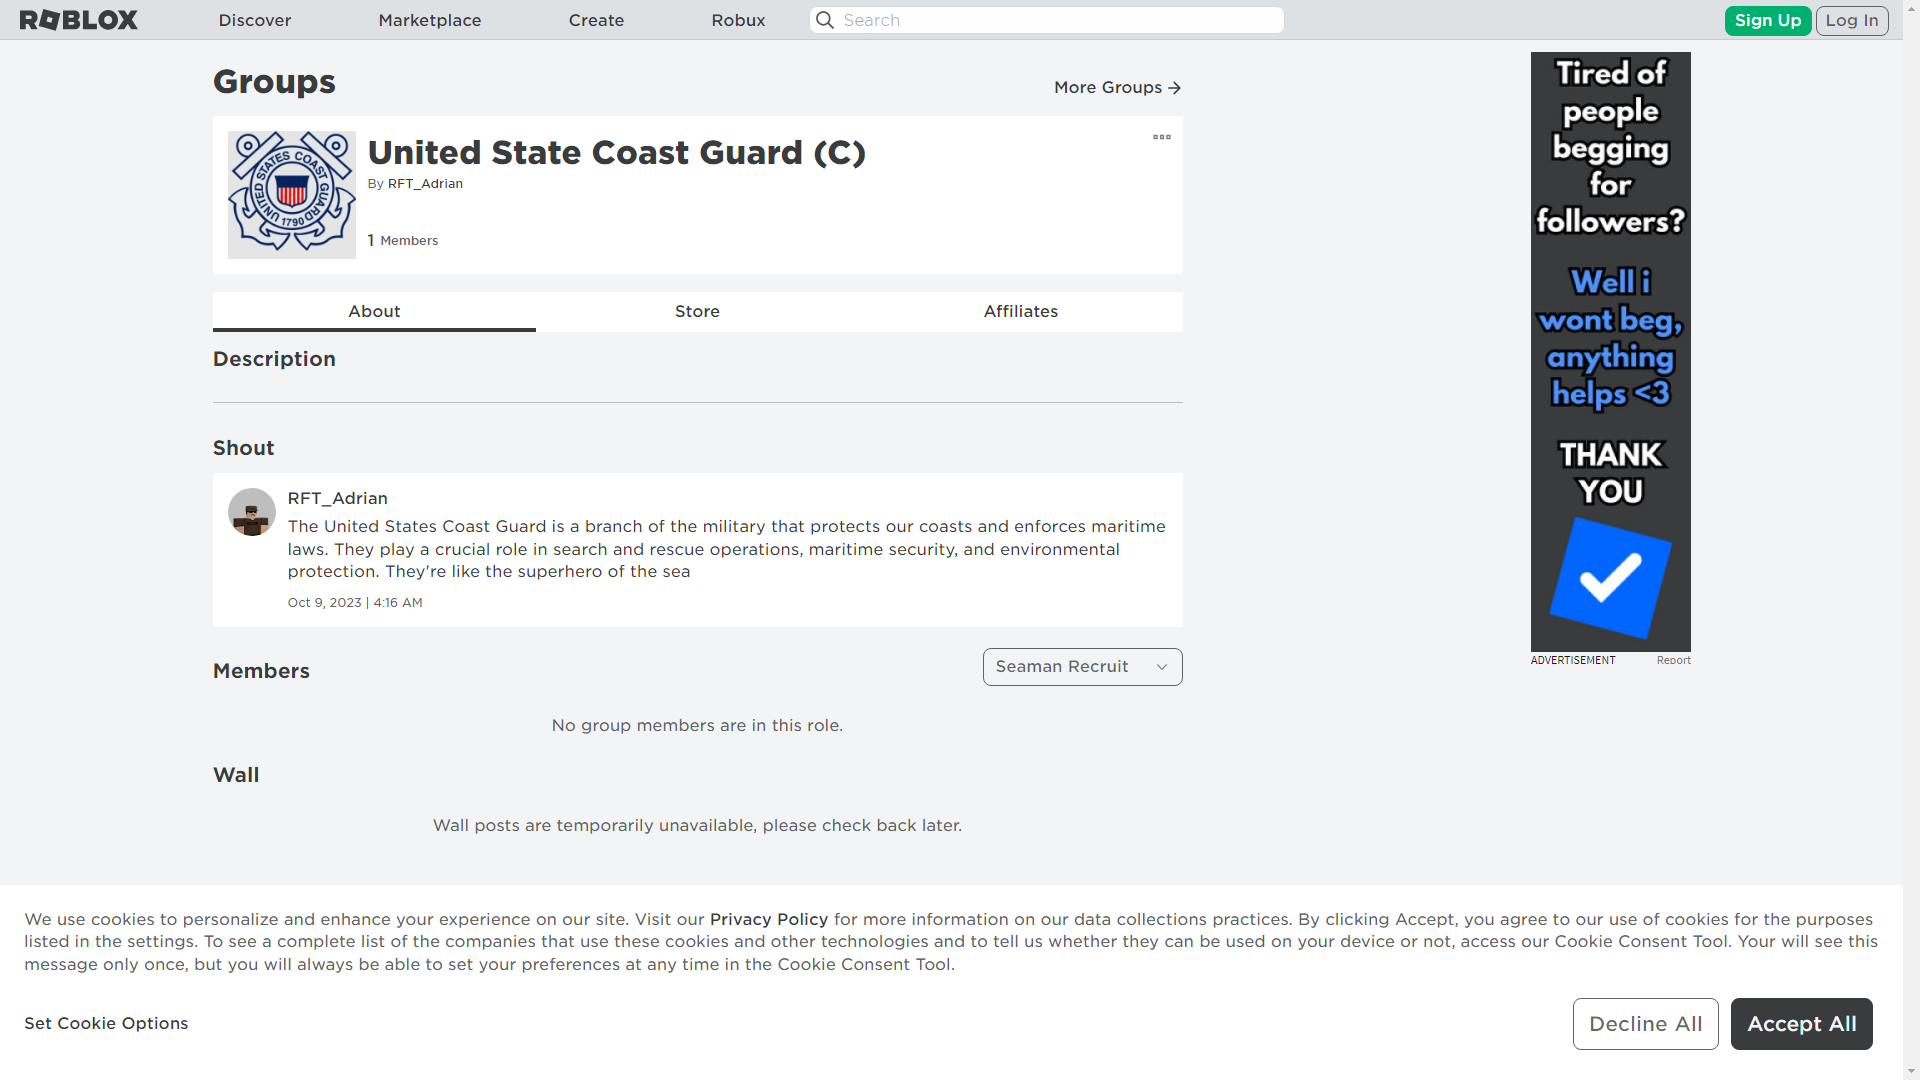 ROBLOX
Discover
Marketplace
Create
Robux
Search
Sign Up
Log In
Groups
More Groups
UNITED STATES COAST GUARD 1790
United State Coast Guard (C)
By RFT_Adrian
1 Members
About
Store
Affiliates
Description
Shout
RFT_Adrian
The United States Coast Guard is a branch of the military that protects our coasts and enforces maritime
laws. They play a crucial role in search and rescue operations, maritime security, and environmental
protection. They're like the superhero of the sea
Oct 9, 2023 | 4:16 AM
Members
Seaman Recruit
No group members are in this role.
Wall
Wall posts are temporarily unavailable, please check back later.
Tired of
people
begging
for
followers?
Well i
wont beg,
anything
helps <3
THANK
YOU
ADVERTISEMENT
Report
We use cookies to personalize and enhance your experience on our site. Visit our Privacy Policy for more information on our data collections practices. By clicking Accept, you agree to our use of cookies for the purposes
listed in the settings. To see a complete list of the companies that use these cookies and other technologies and to tell us whether they can be used on your device or not, access our Cookie Consent Tool. Your will see this
message only once, but you will always be able to set your preferences at any time in the Cookie Consent Tool.
Set Cookie Options
Decline All
Accept All